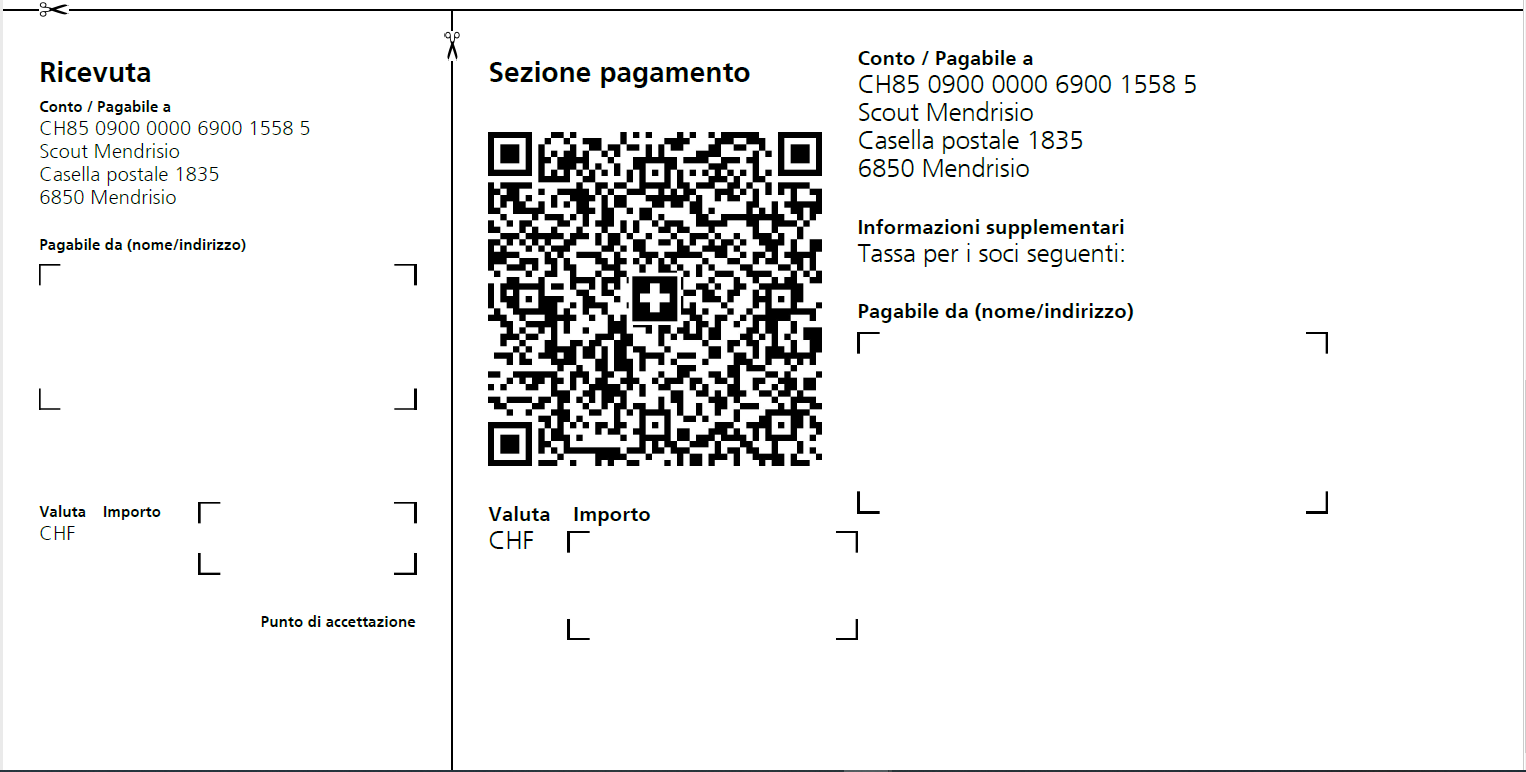 Ricevuta
Conto / Pagabile a
CH85 0900 0000 6900 1558 5
Scout Mendrisio
Casella postale 1835
6850 Mendrisio
Pagabile da (nome/indirizzo)
Valuta Importo
CHF
Punto di accettazione
Sezione pagamento
Valuta Importo
CHF
Conto / Pagabile a
CH85 0900 0000 6900 1558 5
Scout Mendrisio
Casella postale 1835
6850 Mendrisio
Informazioni supplementari
Tassa per i soci seguenti:
Pagabile da (nome/indirizzo)